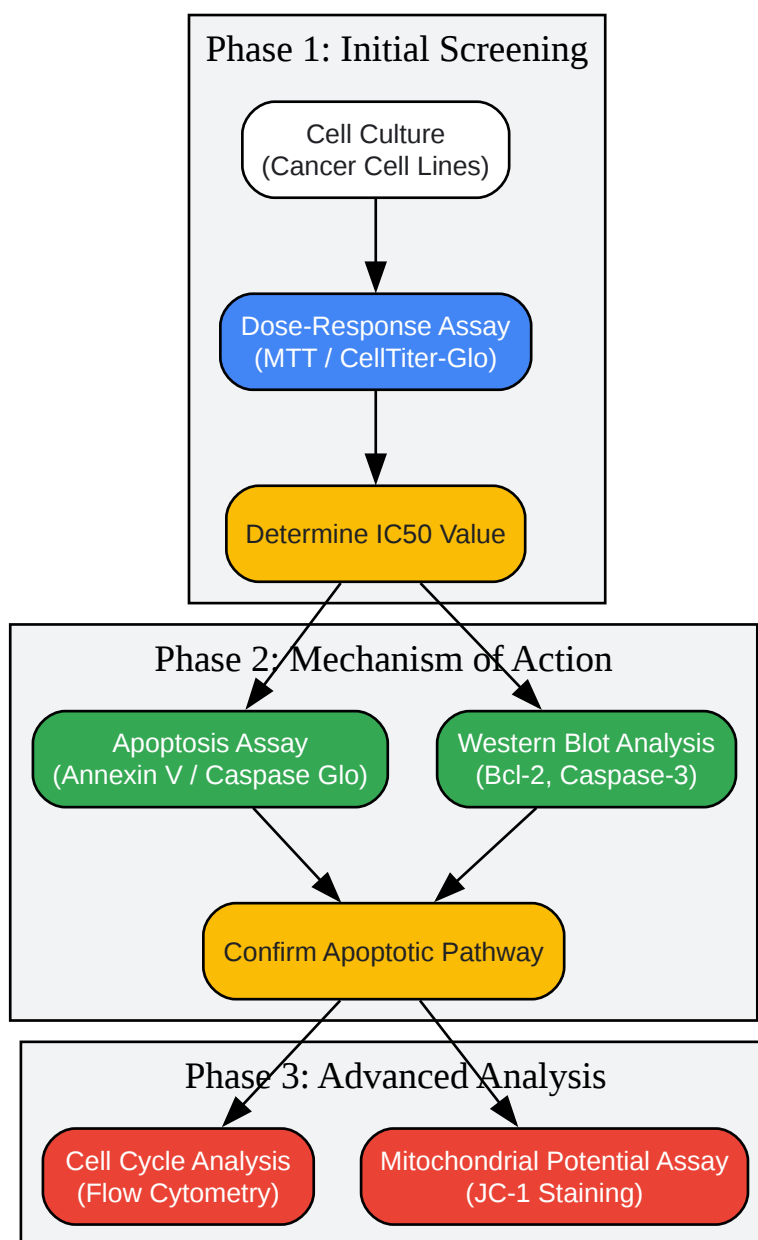 Phase 1: Initial Screening
Cell Culture
(Cancer Cell Lines)
Dose-Response Assay
(MTT / CellTiter-Glo)
Determine IC50 Value
Phase 2: Mechanism of Action
Apoptosis Assay
(Annexin V / Caspase Glo)
Western Blot Analysis
(Bcl-2, Caspase-3)
Confirm Apoptotic Pathway
Phase 3: Advanced Analysis
Cell Cycle Analysis
(Flow Cytometry)
Mitochondrial Potential Assay
(JC-1 Staining)